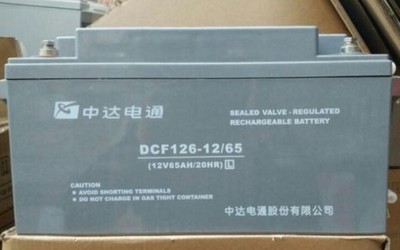 中达电通
SEALED VALVE - REGULATED
RECHARGEABLE BATTERY
DCF126-12/65
(12V65AH/20HR) L
CAUTION
● AVOID SHORTING TERMINALS
● DO NOT CHARGE IN GAS TIGHT CONTAINER
中达电通股份有限公司